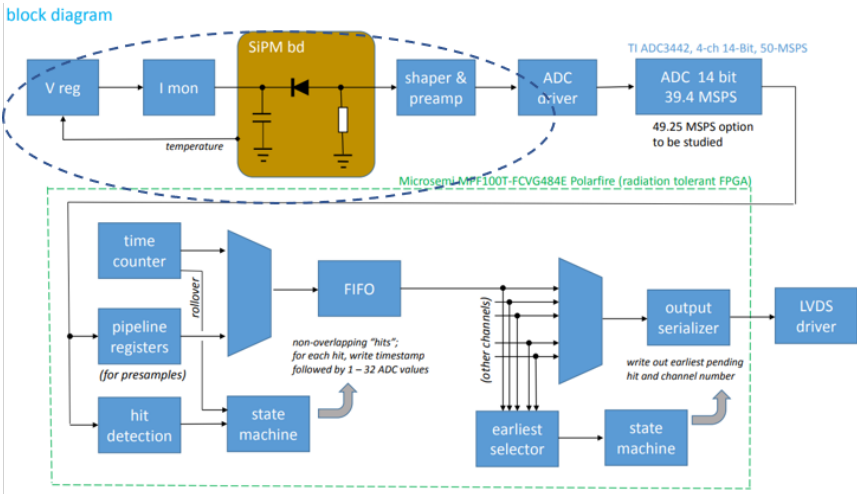 block diagram
SiPM bd
TI ADC3442, 4-ch 14-Bit, 50-MSPS
V reg
I mon
shaper &
preamp
ADC
driver
ADC 14 bit
39.4 MSPS
temperature
49.25 MSPS option
to be studied
Microsemi MPF100T-FCVG484E Polarfire (radiation tolerant FPGA)
time
counter
rollover
FIFO
(other channels)
output
serializer
LVDS
driver
pipeline
registers
(for presamples)
non-overlapping "hits";
for each hit, write timestamp
followed by 1 – 32 ADC values
write out earliest pending
hit and channel number
hit
detection
state
machine
earliest
selector
state
machine